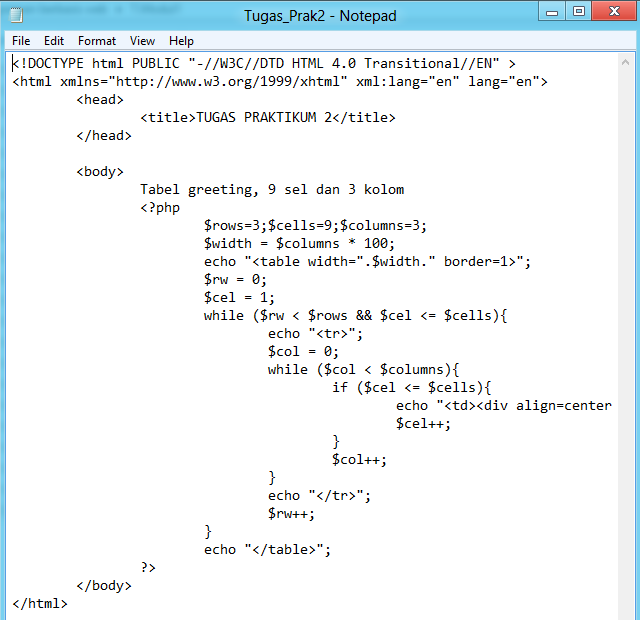 Tugas_Prak2 - Notepad
File Edit Format View Help
<!DOCTYPE html PUBLIC "-//W3C//DTD HTML 4.0 Transitional//EN" >
<html xmlns="http://www.w3.org/1999/xhtml" xml:lang="en" lang="en">
<head>
<title>TUGAS PRAKTIKUM 2</title>
</head>
<body>
Tabel greeting, 9 sel dan 3 kolom
<?php
$rows=3;$cells=9;$columns=3;
$width = $columns * 100;
echo "<table width=".$width." border=1>";
$rw = 0;
$cel = 1;
while ($rw < $rows && $cel <= $cells){
echo "<tr>";
$col = 0;
while ($col < $columns){
if ($cel <= $cells){
echo "<td><div align=center
$cel++;
}
$col++;
}
echo "</tr>";
$rw++;
}
echo "</table>";
?>
</body>
</html>